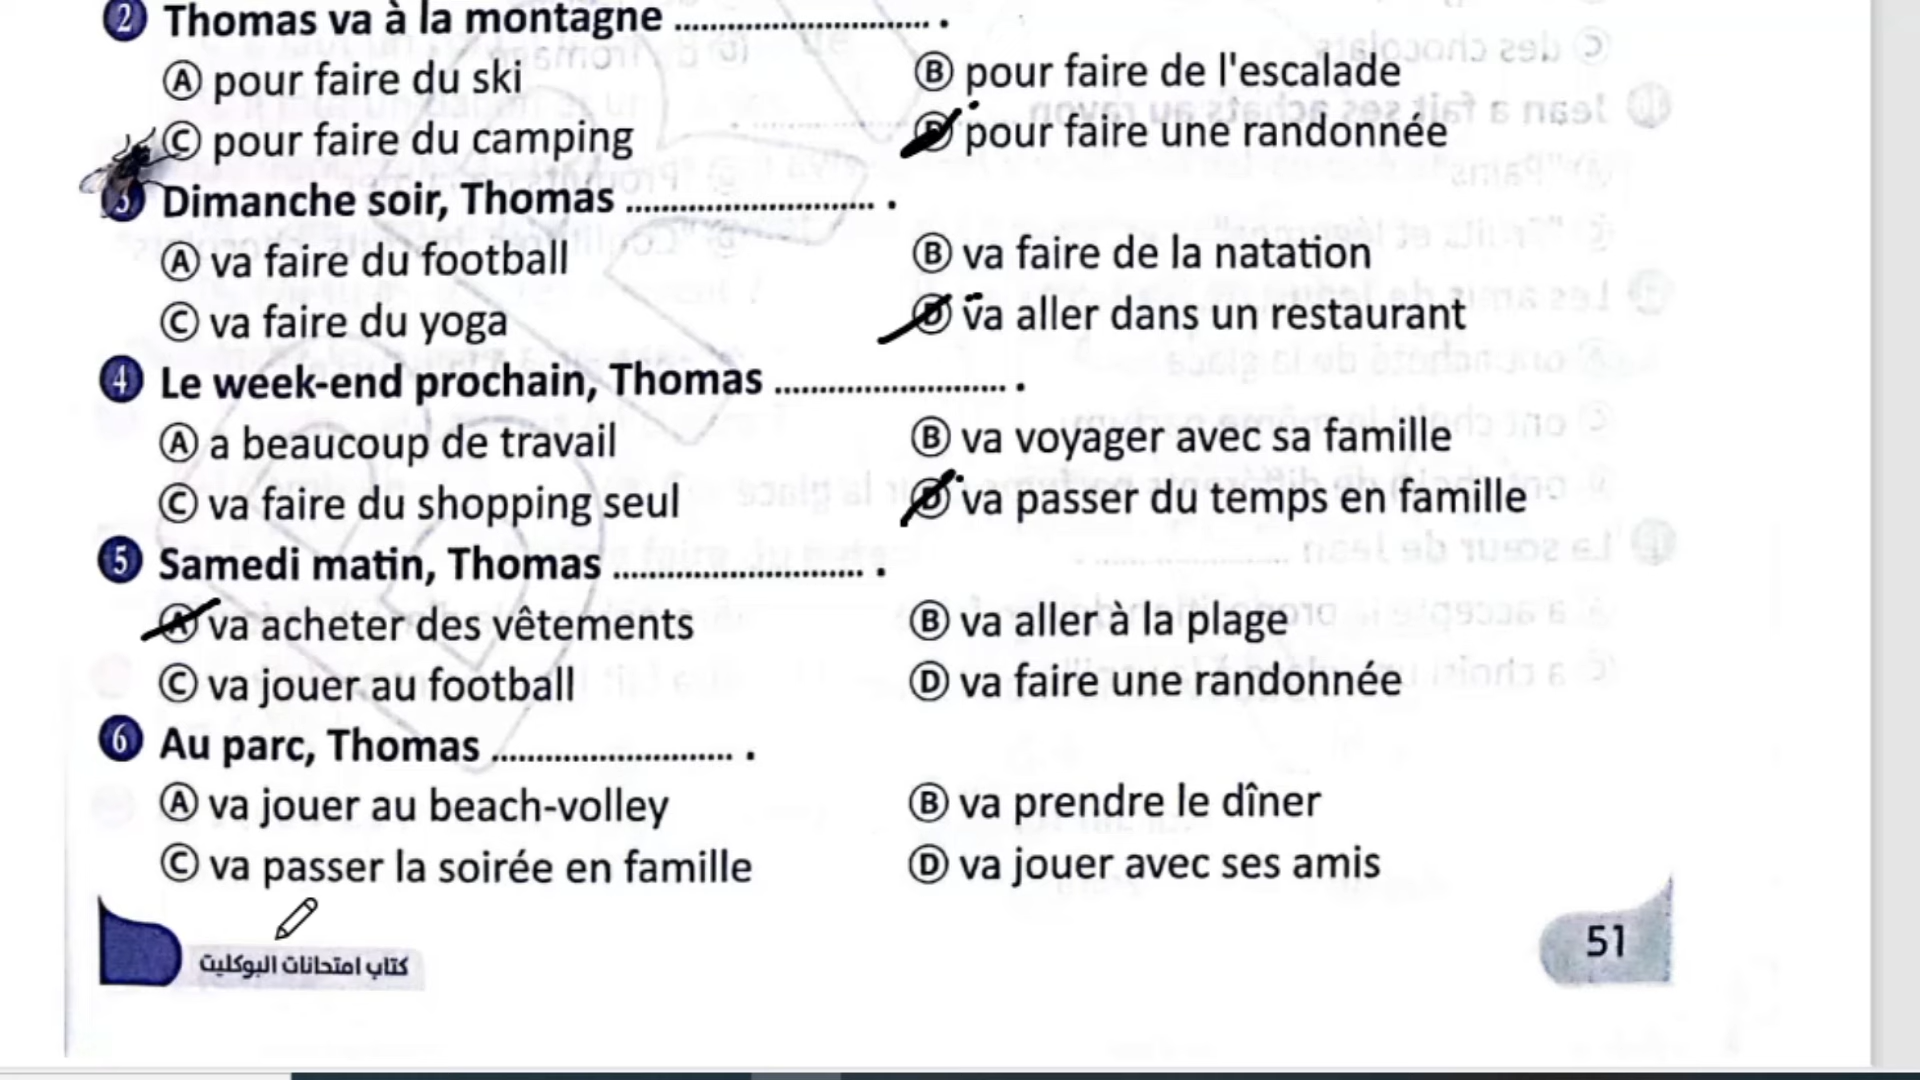 2 Thomas va à la montagne .......................... .
A pour faire du ski B pour faire de l'escalade
C pour faire du camping D pour faire une randonnée
3 Dimanche soir, Thomas .......................... .
A va faire du football B va faire de la natation
C va faire du yoga D va aller dans un restaurant
4 Le week-end prochain, Thomas ........................ .
A a beaucoup de travail B va voyager avec sa famille
C va faire du shopping seul D va passer du temps en famille
5 Samedi matin, Thomas .......................... .
A va acheter des vêtements B va aller à la plage
C va jouer au football D va faire une randonnée
6 Au parc, Thomas ......................... .
A va jouer au beach-volley B va prendre le dîner
C va passer la soirée en famille D va jouer avec ses amis
كتاب امتحانات البوكليت
51